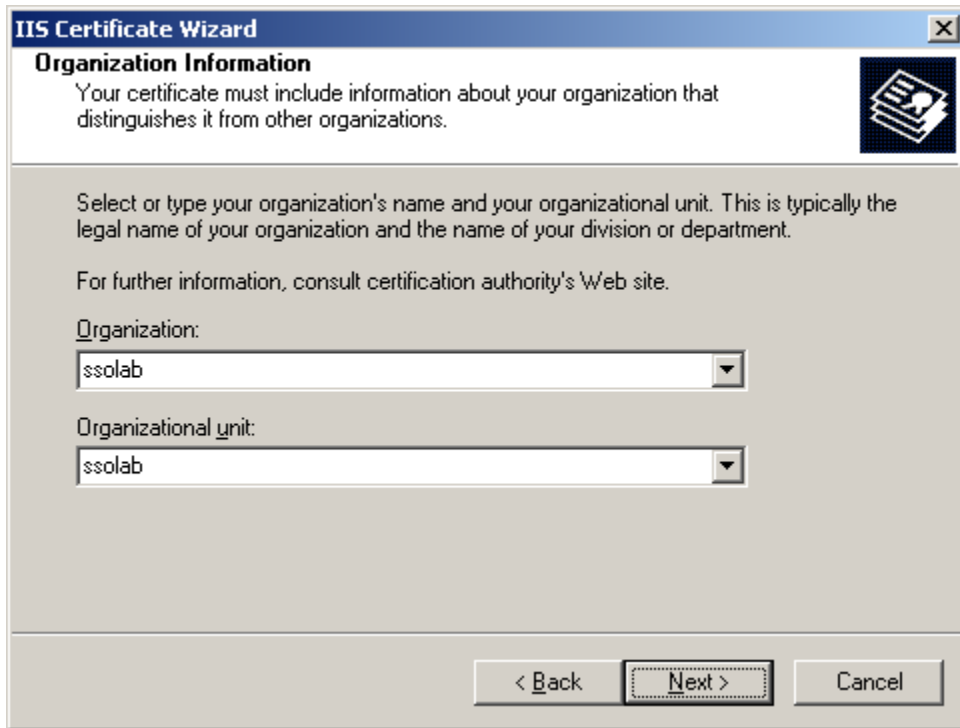 IIS Certificate Wizard
Organization Information
Your certificate must include information about your organization that
distinguishes it from other organizations.
Select or type your organization's name and your organizational unit. This is typically the
legal name of your organization and the name of your division or department.
For further information, consult certification authority's Web site.
Organization:
ssolab
Organizational unit:
ssolab
< Back
Next >
Cancel